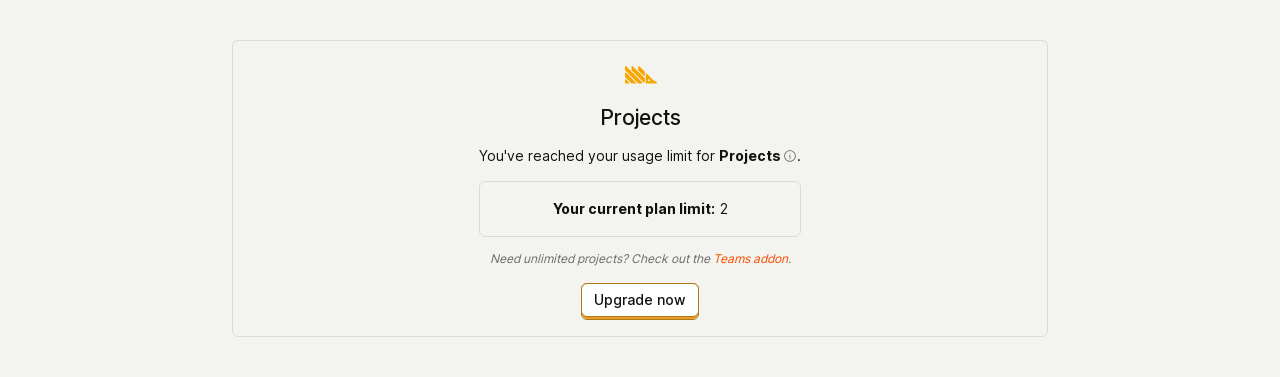 Projects
You've reached your usage limit for Projects.
Your current plan limit: 2
Need unlimited projects? Check out the Teams addon.
Upgrade now